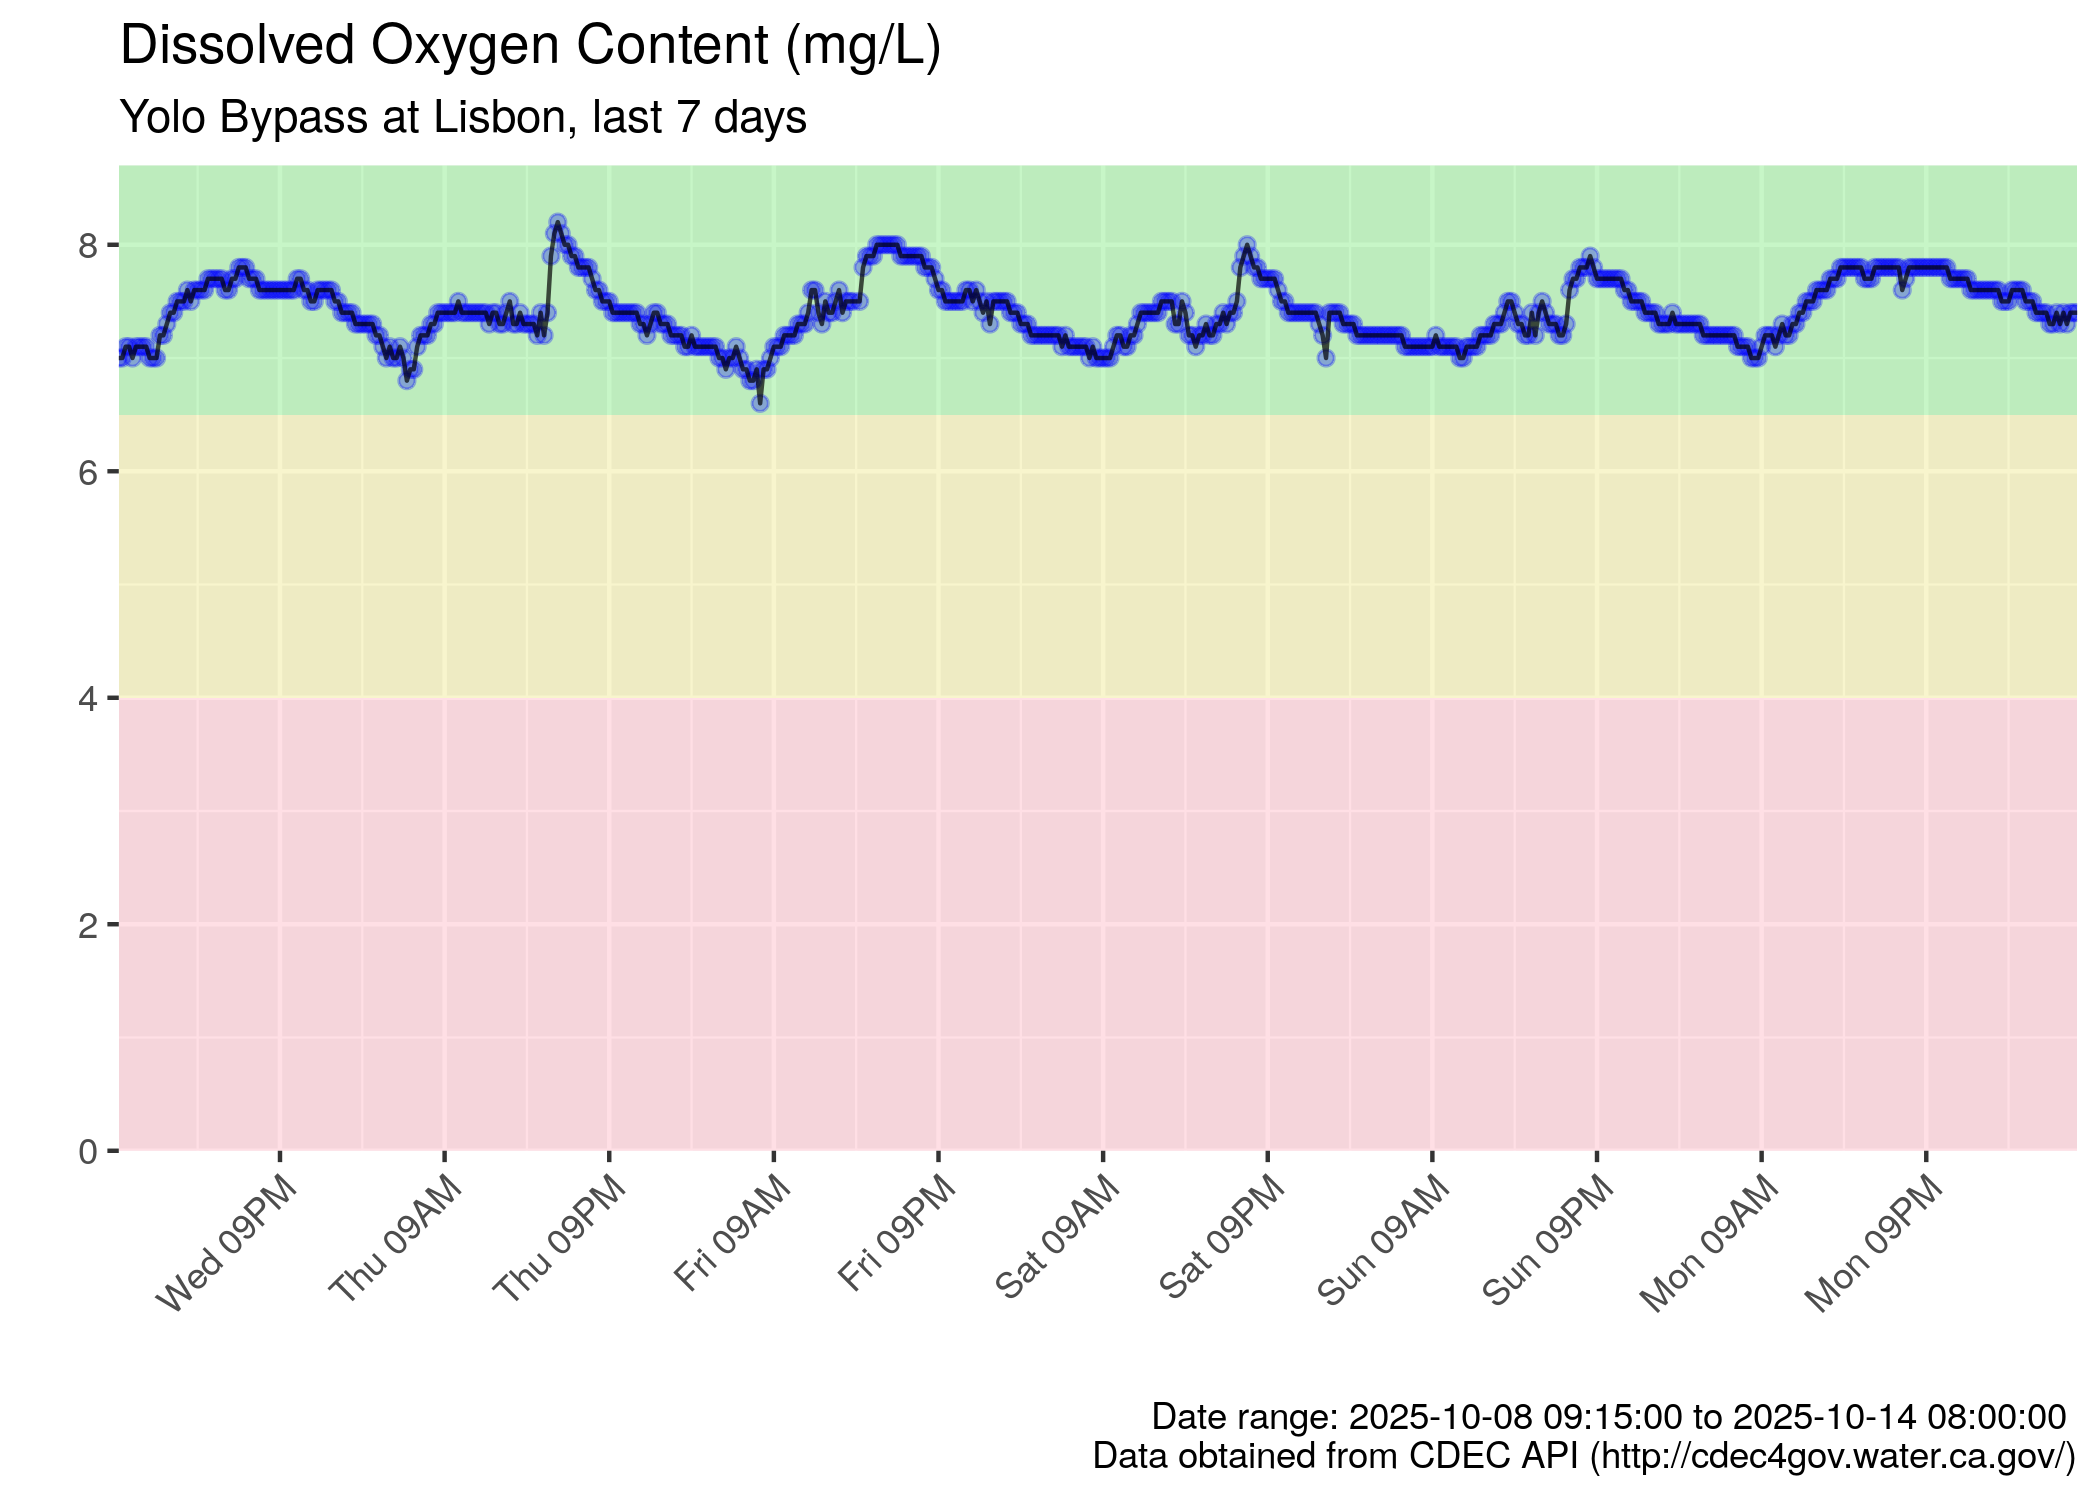 Dissolved Oxygen Content (mg/L)
Yolo Bypass at Lisbon, last 7 days
8
6
4
2
0
Wed 09PM
Thu 09AM
Thu 09PM
Fri 09AM
Fri 09PM
Sat 09AM
Sat 09PM
Sun 09AM
Sun 09PM
Mon 09AM
Mon 09PM
Date range: 2025-10-08 09:15:00 to 2025-10-14 08:00:00
Data obtained from CDEC API (http://cdec4gov.water.ca.gov/)